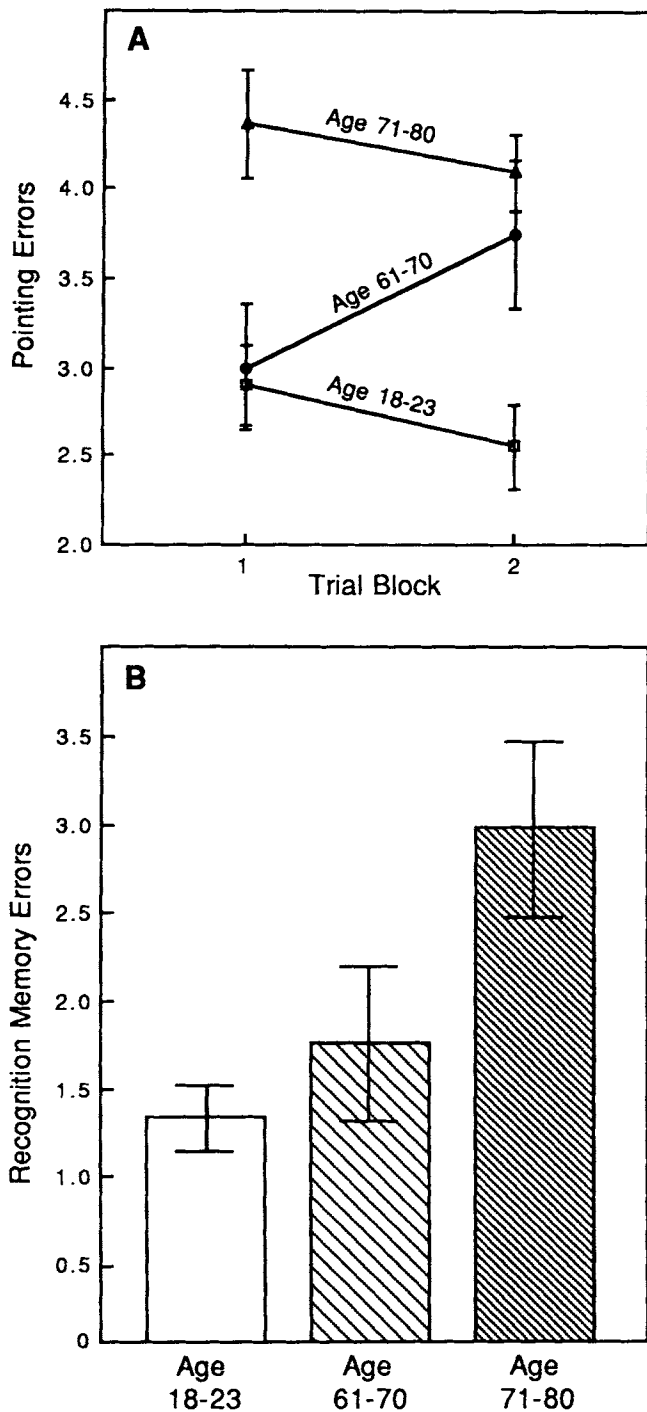 A
4.5
4.0
3.5
3.0
2.5
2.0
Pointing Errors
Age 71-80
Age 61-70
Age 18-23
1
2
Trial Block
B
3.5
3.0
2.5
2.0
1.5
1.0
0.5
0
Recognition Memory Errors
Age
18-23
Age
61-70
Age
71-80